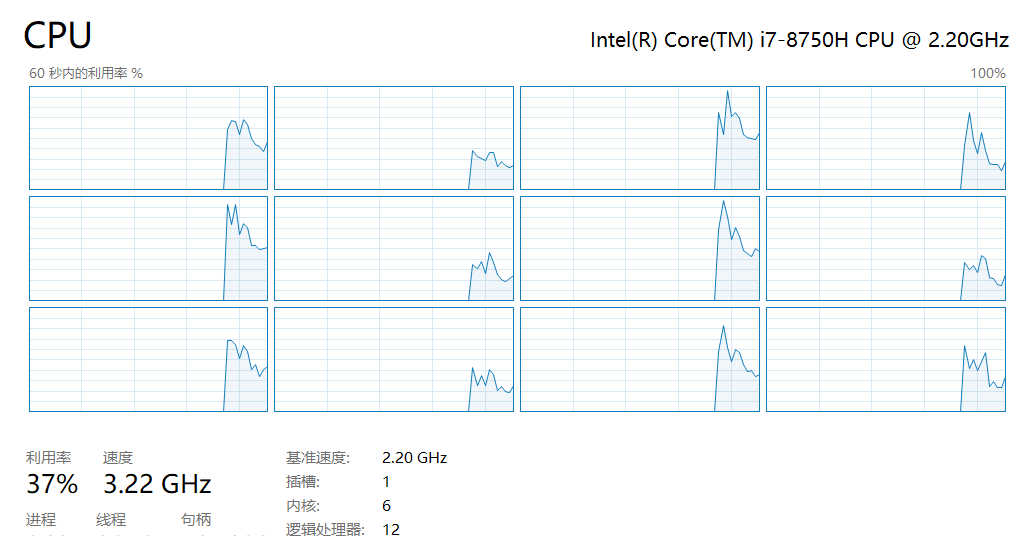 CPU
Intel(R) Core(TM) i7-8750H CPU @ 2.20GHz
60 秒内的利用率 %
100%
利用率
速度
37%
3.22 GHz
基准速度: 2.20 GHz
插槽: 1
内核: 6
逻辑处理器: 12
进程
线程
句柄